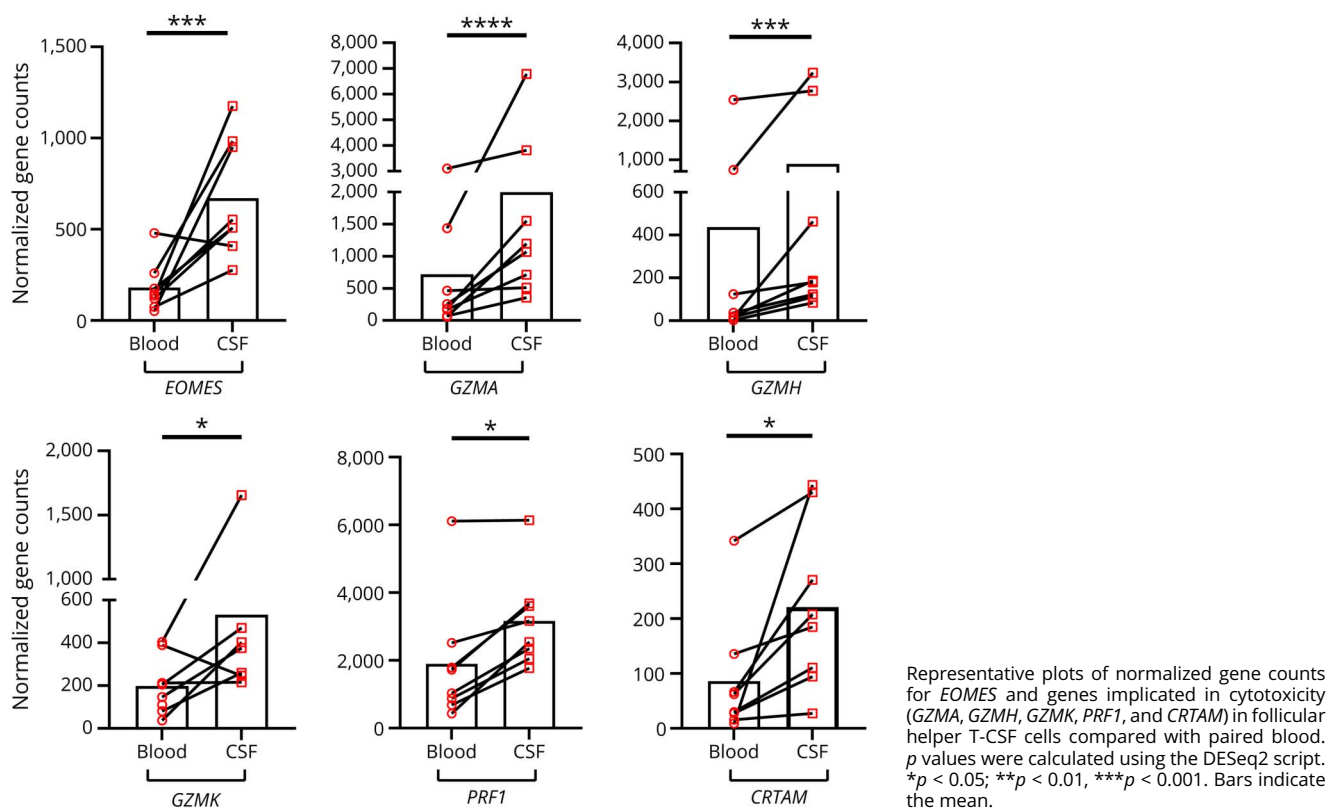 ***
****
***
Normalized gene counts
1,500
1,000
500
0
Blood CSF
EOMES
8,000
7,000
6,000
5,000
4,000
3,000
2,000
1,500
1,000
500
0
Blood CSF
GZMA
4,000
3,000
2,000
1,000
600
400
200
0
Blood CSF
GZMH
*
*
*
Normalized gene counts
2,000
1,500
1,000
600
400
200
0
Blood CSF
GZMK
8,000
6,000
4,000
2,000
0
Blood CSF
PRF1
500
400
300
200
100
0
Blood CSF
CRTAM
Representative plots of normalized gene counts
for EOMES and genes implicated in cytotoxicity
(GZMA, GZMH, GZMK, PRF1, and CRTAM) in follicular
helper T-CSF cells compared with paired blood.
p values were calculated using the DESeq2 script.
*p < 0.05; **p < 0.01, ***p < 0.001. Bars indicate
the mean.